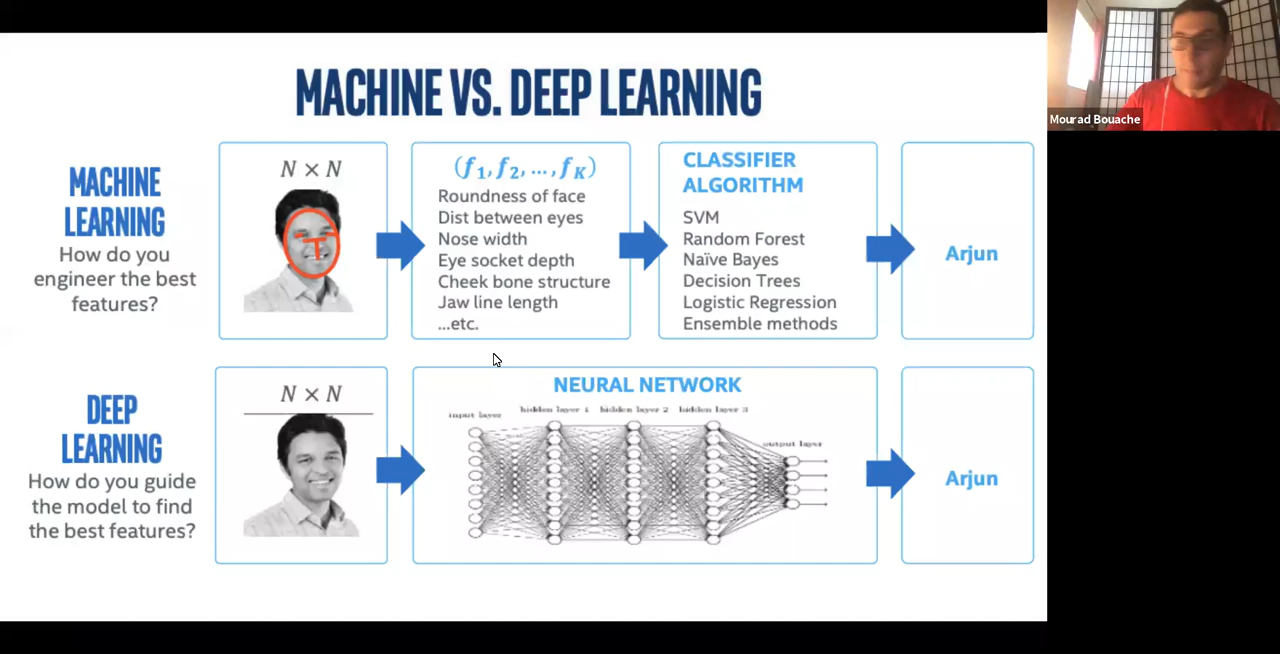 MACHINE VS. DEEP LEARNING
Mourad Bouache
MACHINE
LEARNING
How do you
engineer the best
features?
N × N
(f₁, f₂, ..., f_K)
Roundness of face
Dist between eyes
Nose width
Eye socket depth
Cheek bone structure
Jaw line length
...etc.
CLASSIFIER
ALGORITHM
SVM
Random Forest
Naïve Bayes
Decision Trees
Logistic Regression
Ensemble methods
Arjun
DEEP
LEARNING
How do you guide
the model to find
the best features?
N × N
NEURAL NETWORK
input layer
hidden layer 1 hidden layer 2 hidden layer 3
output layer
Arjun